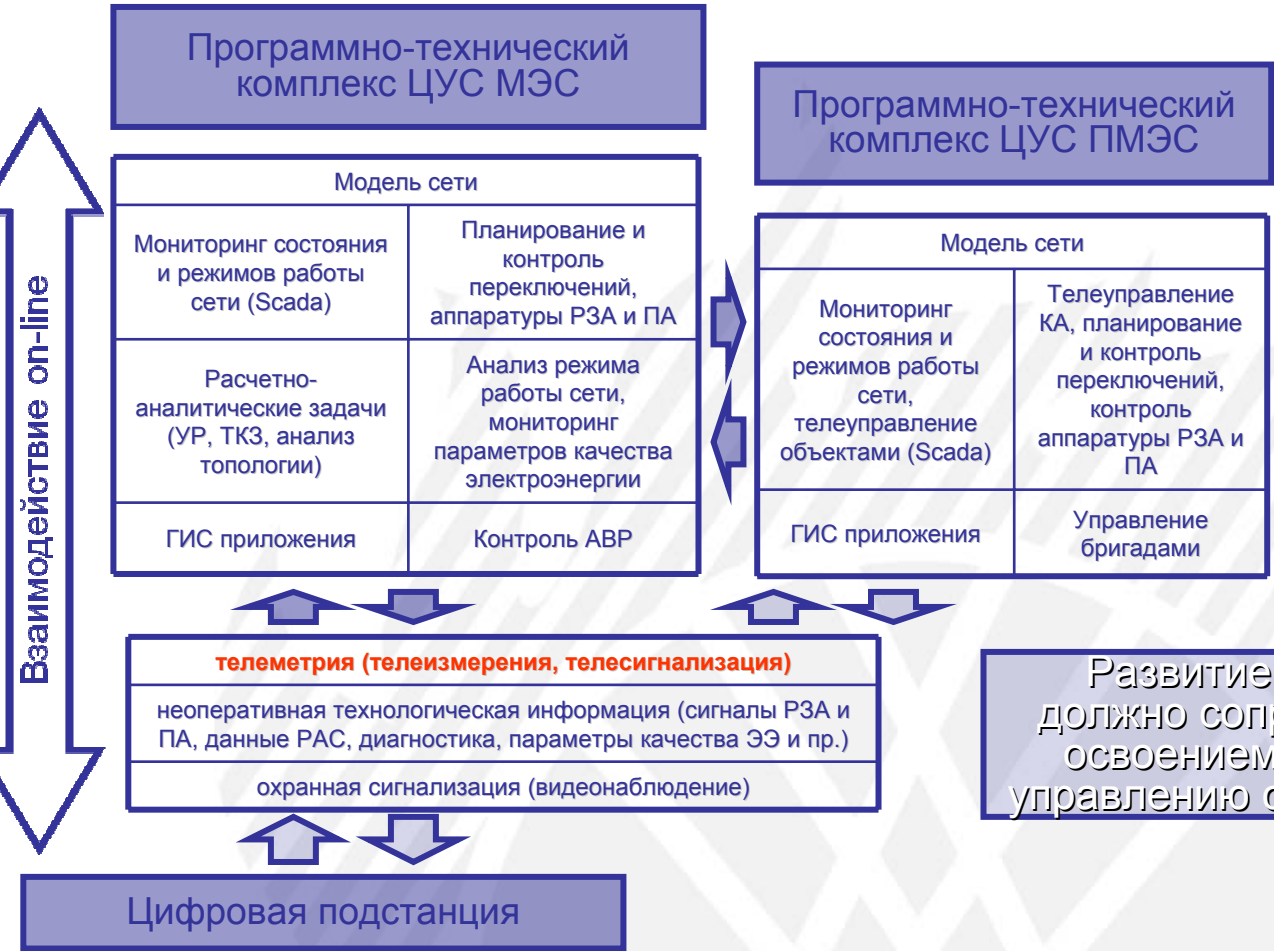 Программно-технический
комплекс ЦУС МЭС
Программно-технический
комплекс ЦУС ПМЭС
Взаимодействие on-line
Модель сети
Мониторинг состояния
и режимов работы
сети (Scada)
Планирование и
контроль
переключений,
аппаратуры РЗА и ПА
Расчетно-
аналитические задачи
(УР, ТКЗ, анализ
топологии)
Анализ режима
работы сети,
мониторинг
параметров качества
электроэнергии
ГИС приложения
Контроль АВР
Модель сети
Мониторинг
состояния и
режимов работы
сети,
телеуправление
объектами (Scada)
Телеуправление
КА, планирование
и контроль
переключений,
контроль
аппаратуры РЗА и
ПА
ГИС приложения
Управление
бригадами
телеметрия (телеизмерения, телесигнализация)
неоперативная технологическая информация (сигналы РЗА и
ПА, данные РАС, диагностика, параметры качества ЭЭ и пр.)
охранная сигнализация (видеонаблюдение)
Развитие
должно
освоением
управлению
Цифровая подстанция